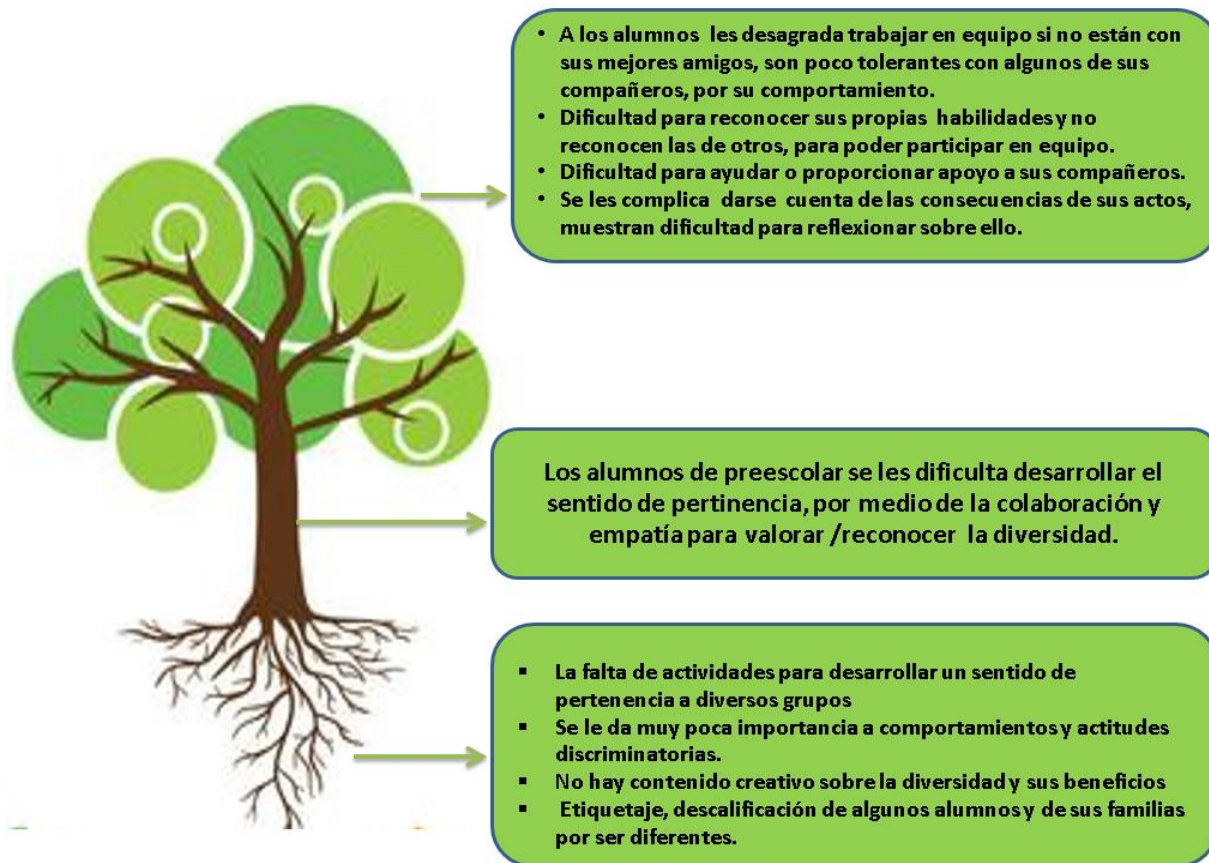 • A los alumnos les desagrada trabajar en equipo si no están con
sus mejores amigos, son poco tolerantes con algunos de sus
compañeros, por su comportamiento.
• Dificultad para reconocer sus propias habilidades y no
reconocen las de otros, para poder participar en equipo.
• Dificultad para ayudar o proporcionar apoyo a sus compañeros.
• Se les complica darse cuenta de las consecuencias de sus actos,
muestran dificultad para reflexionar sobre ello.
Los alumnos de preescolar se les dificulta desarrollar el
sentido de pertinencia, por medio de la colaboración y
empatía para valorar /reconocer la diversidad.
▪ La falta de actividades para desarrollar un sentido de
pertenencia a diversos grupos
▪ Se le da muy poca importancia a comportamientos y actitudes
discriminatorias.
▪ No hay contenido creativo sobre la diversidad y sus beneficios
▪ Etiquetaje, descalificación de algunos alumnos y de sus familias
por ser diferentes.